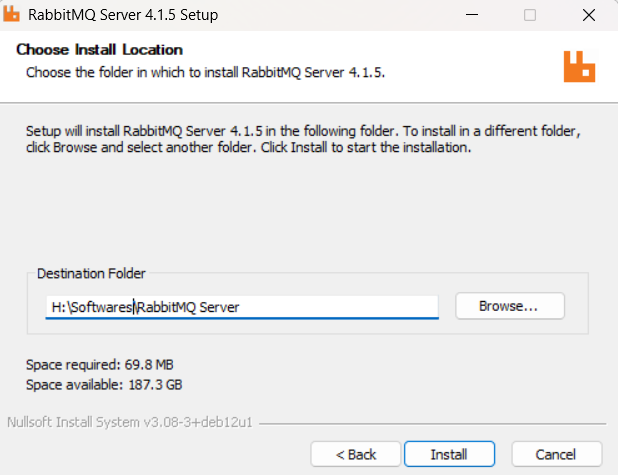 RabbitMQ Server 4.1.5 Setup
Choose Install Location
Choose the folder in which to install RabbitMQ Server 4.1.5.
Setup will install RabbitMQ Server 4.1.5 in the following folder. To install in a different folder,
click Browse and select another folder. Click Install to start the installation.
Destination Folder
H:\Softwares\RabbitMQ Server
Browse...
Space required: 69.8 MB
Space available: 187.3 GB
Nullsoft Install System v3.08-3+deb12u1
< Back
Install
Cancel